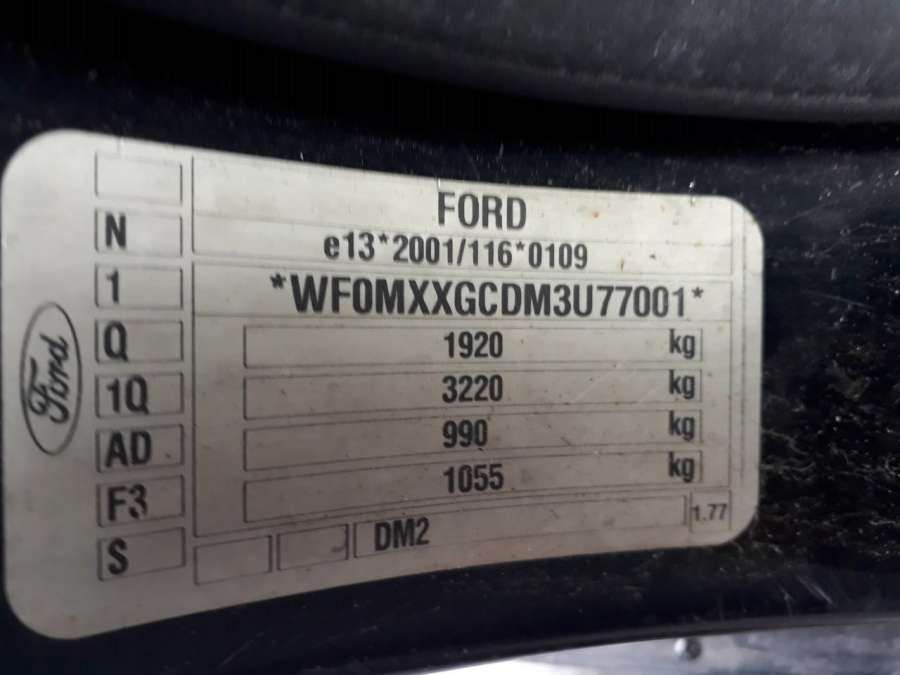 FORD
N
e13*2001/116*0109
1
*WF0MXXGCDM3U77001*
Q
1920 kg
1Q
3220 kg
AD
990 kg
F3
1055 kg
S
DM2
1.77
Ford